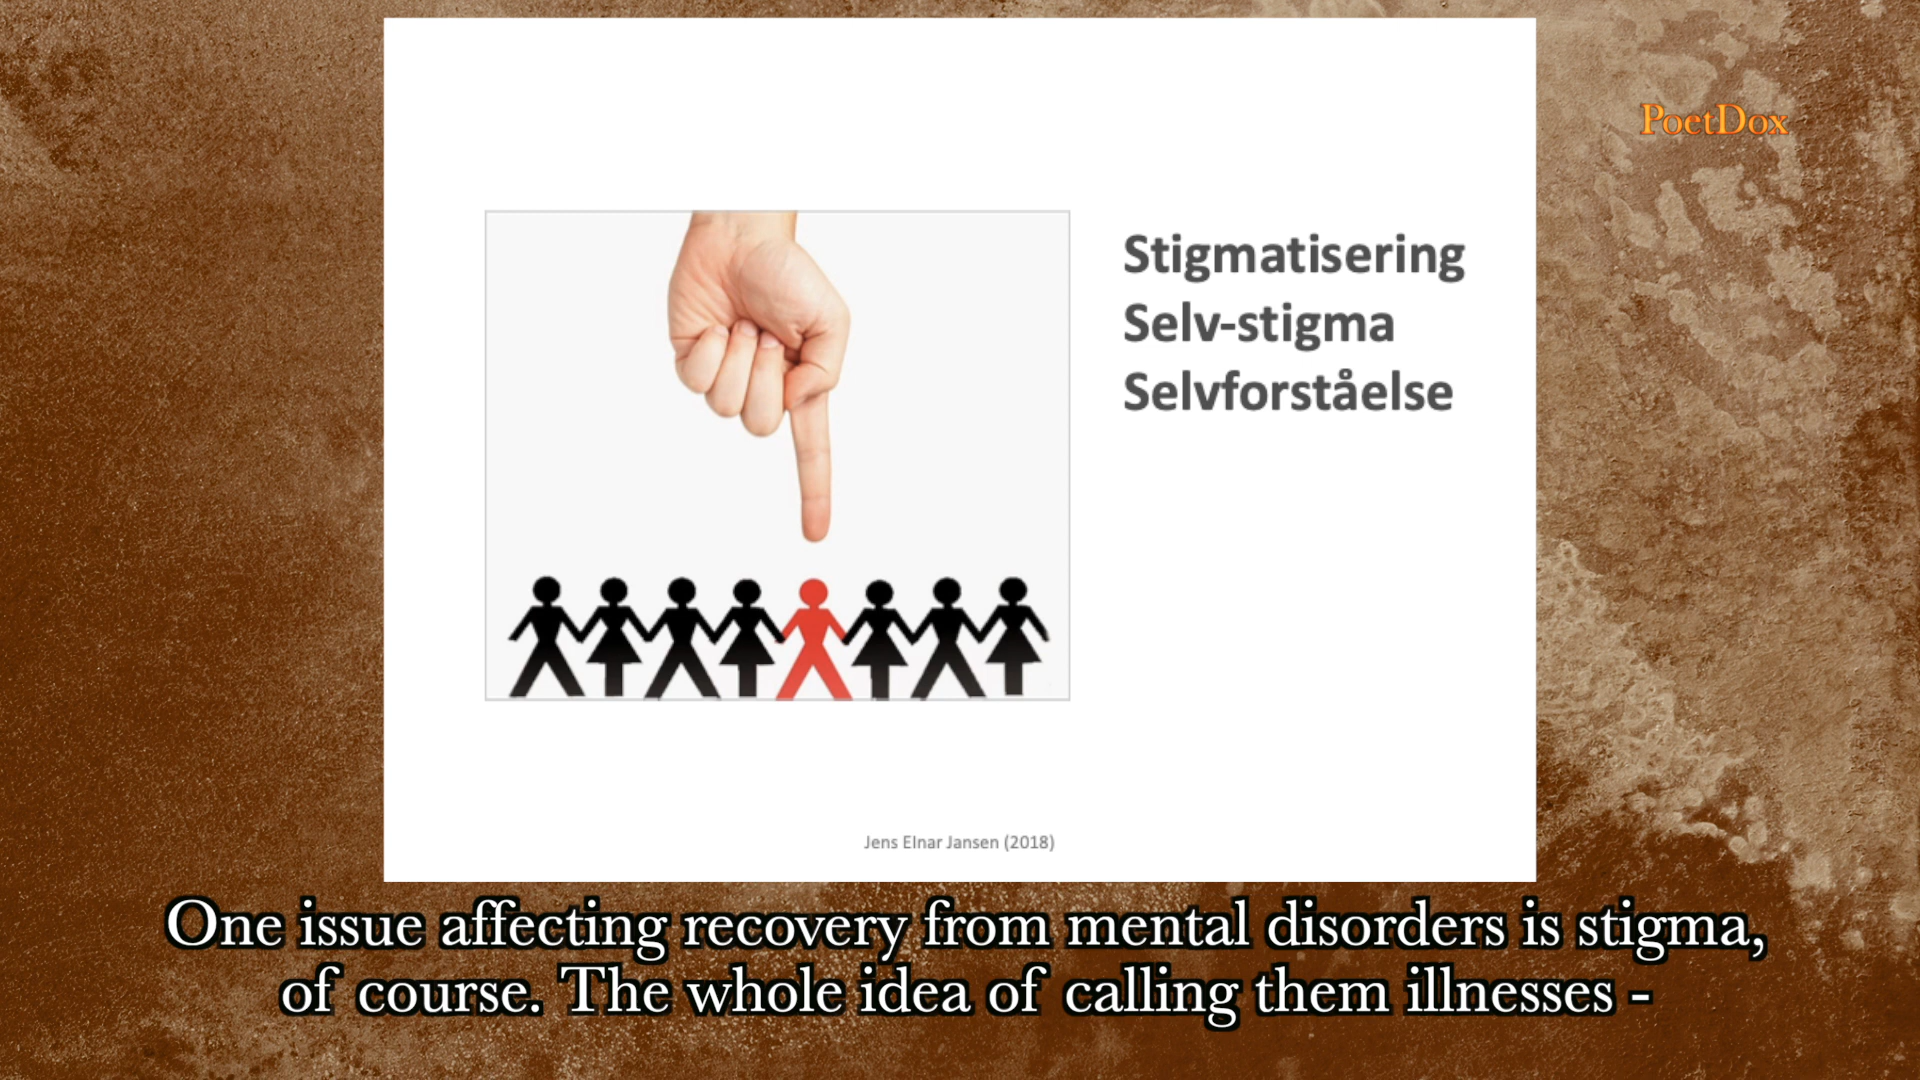 PoetDox
Stigmatisering
Selv-stigma
Selvforståelse
Jens EInar Jansen (2018)
One issue affecting recovery from mental disorders is stigma,
of course. The whole idea of calling them illnesses -